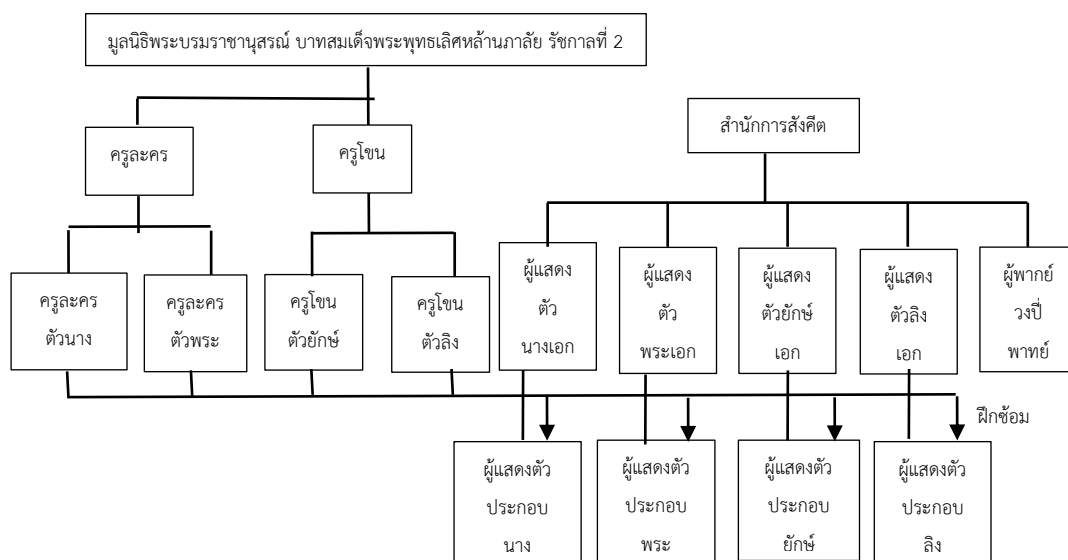 มูลนิธิพระบรมราชานุสรณ์ บาทสมเด็จพระพุทธเลิศหล้านภาลัย รัชกาลที่ 2
ครูละคร
ครูโขน
สำนักการสังคีต
ครูละคร
ตัวนาง
ครูละคร
ตัวพระ
ครูโขน
ตัวยักษ์
ครูโขน
ตัวลิง
ผู้แสดง
ตัว
นางเอก
ผู้แสดง
ตัว
พระเอก
ผู้แสดง
ตัวยักษ์
เอก
ผู้แสดง
ตัวลิง
เอก
ผู้พากย์
วงปี่
พาทย์
ฝึกซ้อม
ผู้แสดงตัว
ประกอบ
นาง
ผู้แสดงตัว
ประกอบ
พระ
ผู้แสดงตัว
ประกอบ
ยักษ์
ผู้แสดงตัว
ประกอบ
ลิง